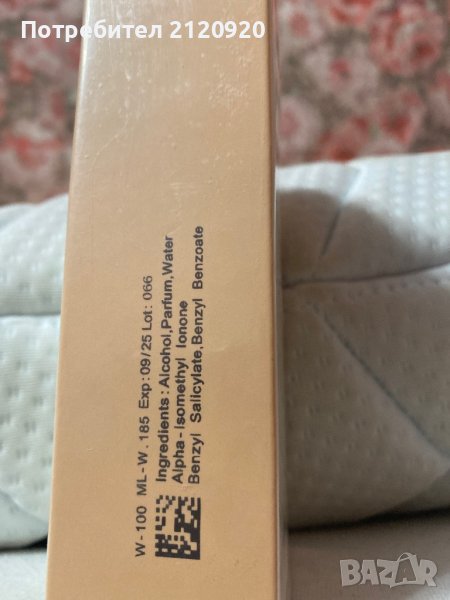 Потребител 2120920
W-100 ML-W.185 Exp:09/25 Lot: 066
Ingredients: Alcohol,Parfum,Water
Alpha-Isomethyl Ionone
Benzyl Salicylate,Benzyl Benzoate
BAZAR